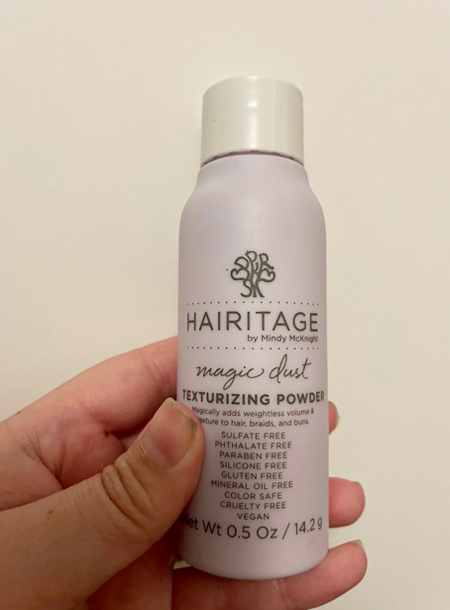 HAIRITAGE
by Mindy McKnight
magic dust
TEXTURIZING POWDER
Magically adds weightless volume &
texture to hair, braids, and buns.
SULFATE FREE
PHTHALATE FREE
PARABEN FREE
SILICONE FREE
GLUTEN FREE
MINERAL OIL FREE
COLOR SAFE
CRUELTY FREE
VEGAN
Net Wt 0.5 Oz / 14.2 g